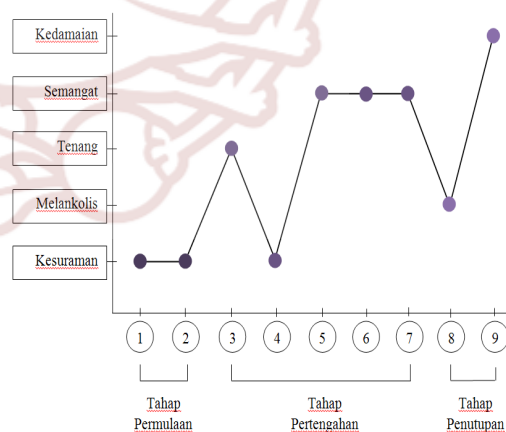 Kedamaian
Semangat
Tenang
Melankolis
Kesuraman
1 2 3 4 5 6 7 8 9
Tahap Permulaan
Tahap Pertengahan
Tahap Penutupan